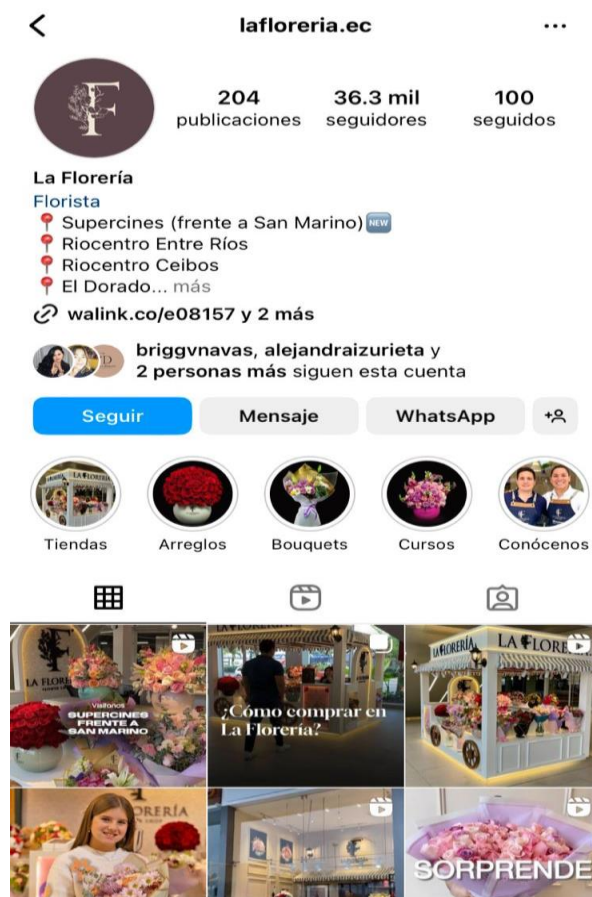 lafloreria.ec
204
36.3 mil
100
publicaciones
seguidores
seguidos
F
La Florería
Florista
Supercines (frente a San Marino) NEW
Riocentro Entre Ríos
Riocentro Ceibos
El Dorado... más
walink.co/e08157 y 2 más
briggvnavas, alejandraizurieta y
2 personas más siguen esta cuenta
Seguir
Mensaje
WhatsApp
Tiendas
Arreglos
Bouquets
Cursos
Conócenos
Visítanos
SUPERCINES
FRENTE A
SAN MARINO
¿Cómo comprar en
La Florería?
LA FLORERÍA
LA FLORE
ORERÍA
SORPRENDE